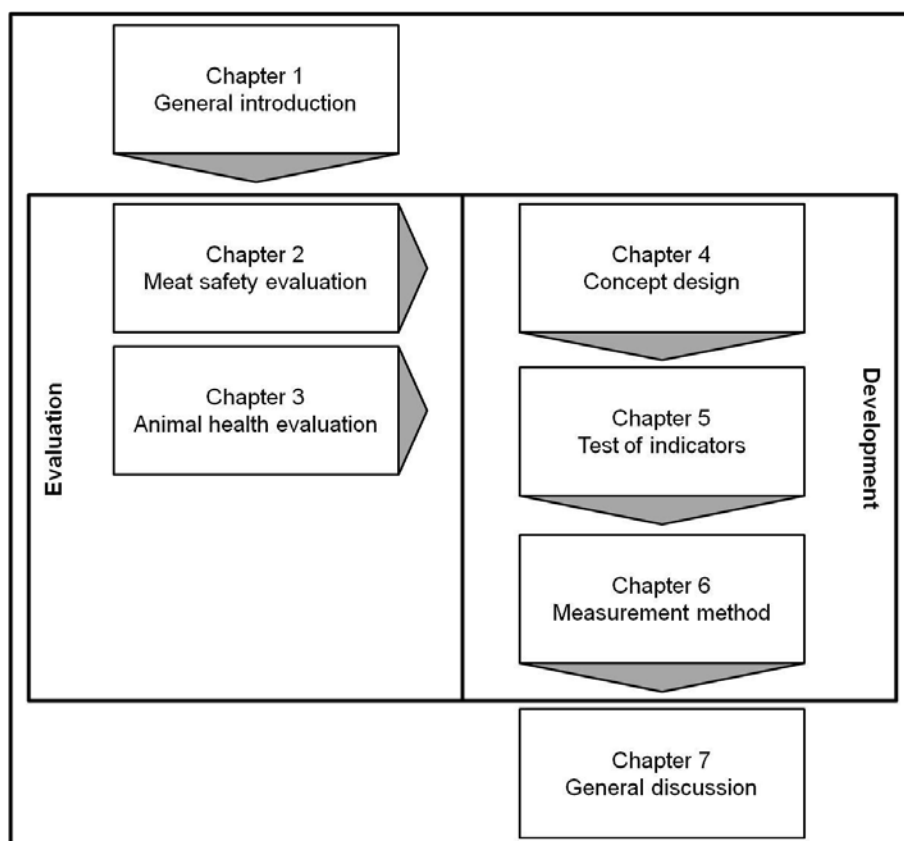 Chapter 1
General introduction
Evaluation
Chapter 2
Meat safety evaluation
Chapter 3
Animal health evaluation
Development
Chapter 4
Concept design
Chapter 5
Test of indicators
Chapter 6
Measurement method
Chapter 7
General discussion